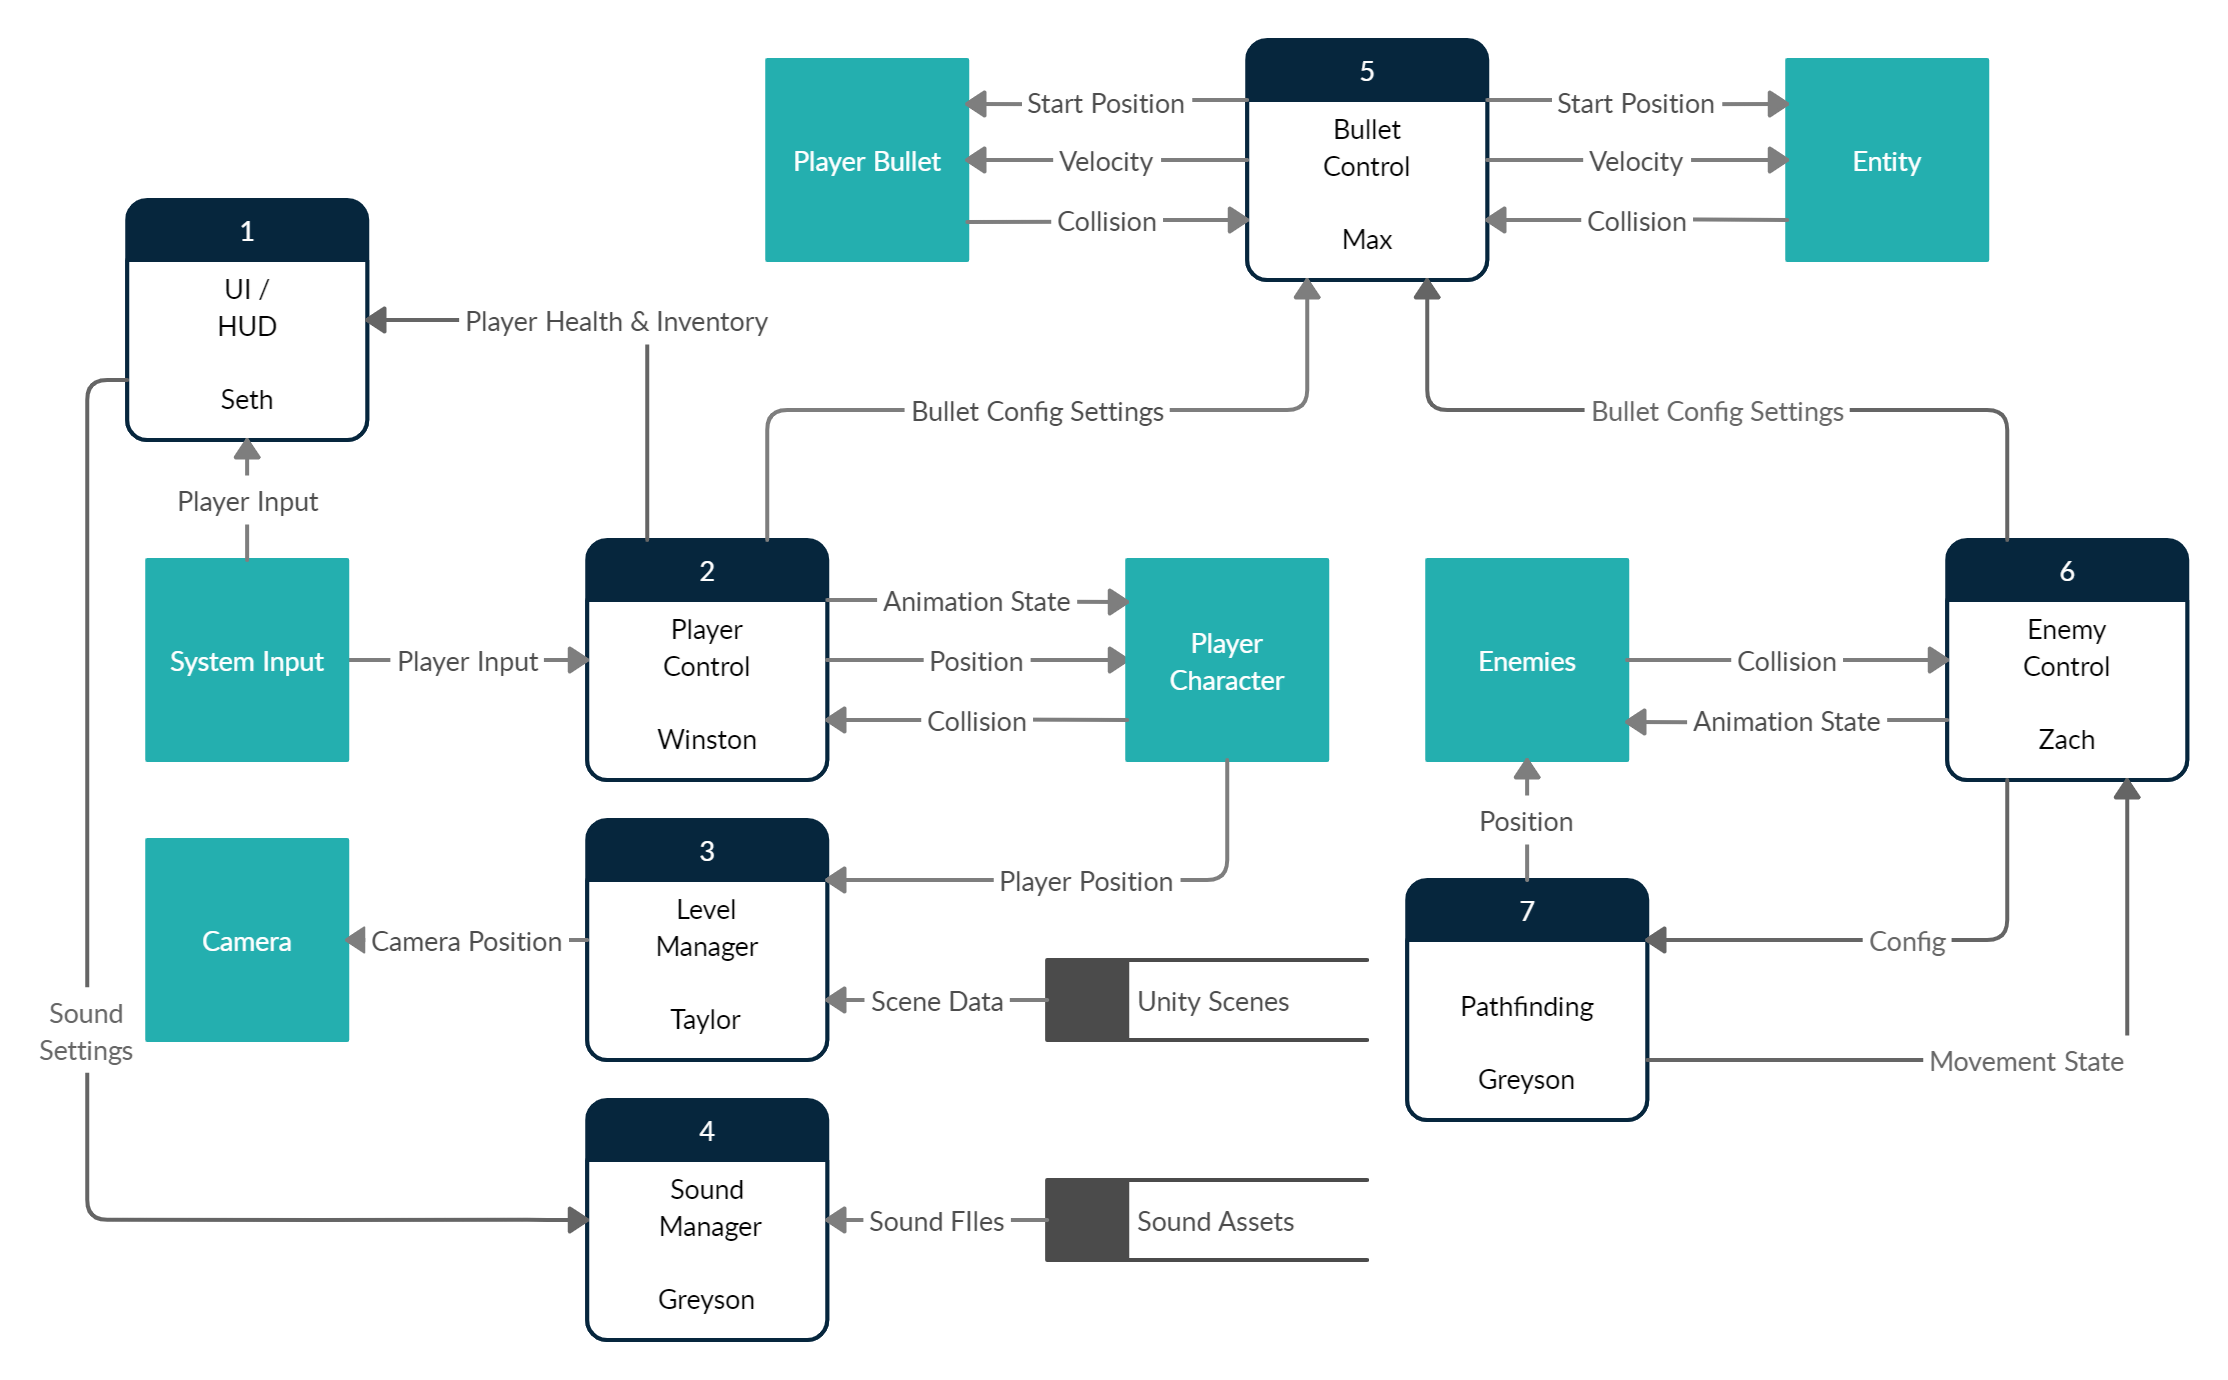 5
Start Position
Start Position
Bullet
Control
Player Bullet
Velocity
Velocity
Entity
Collision
Collision
Max
1
UI /
HUD
Player Health & Inventory
Seth
Bullet Config Settings
Bullet Config Settings
Player Input
2
6
Animation State
Player
Control
Player
Character
Enemy
Control
System Input
Player Input
Position
Enemies
Collision
Collision
Animation State
Winston
Zach
Position
3
Player Position
7
Level
Manager
Camera
Camera Position
Config
Scene Data
Unity Scenes
Pathfinding
Taylor
Sound
Settings
Movement State
Greyson
4
Sound
Manager
Sound FIles
Sound Assets
Greyson